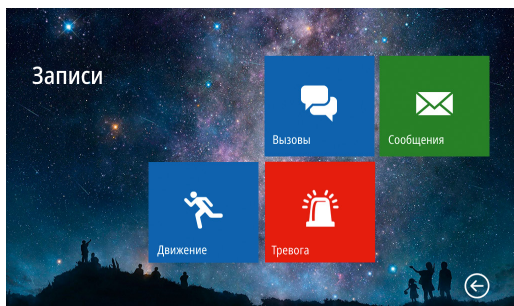 Записи
Вызовы
Сообщения
Движение
Тревога